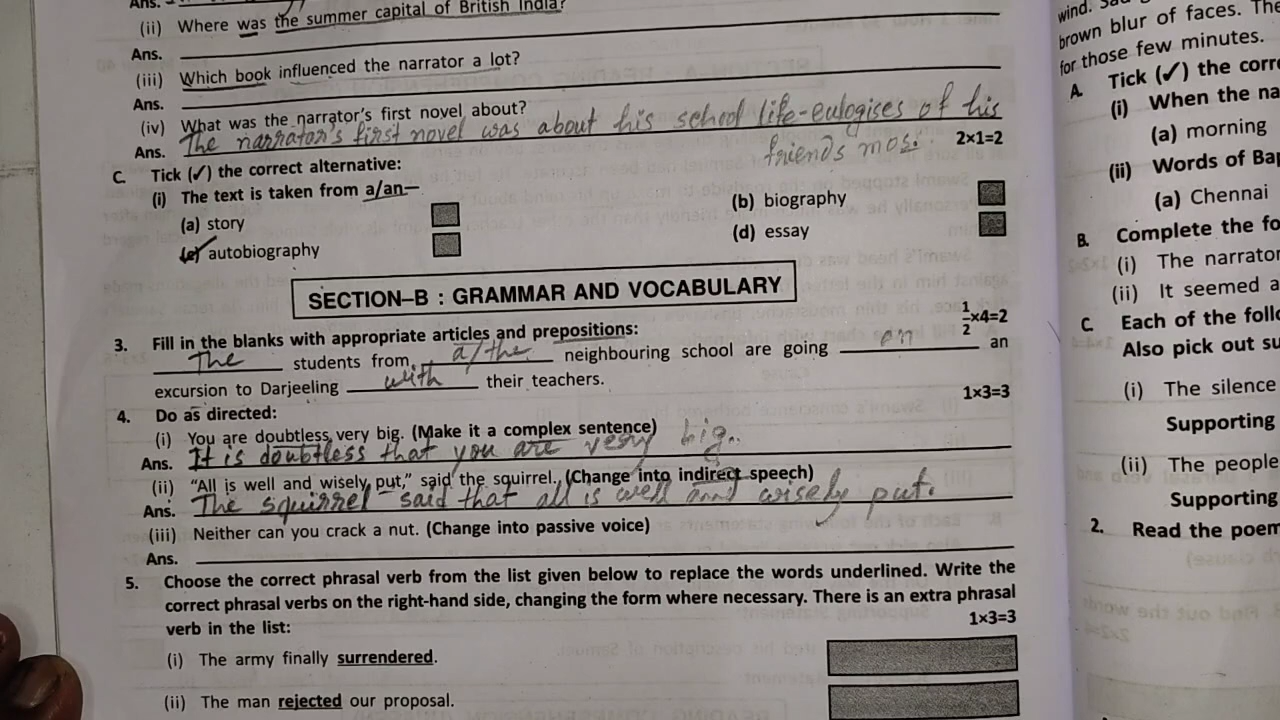 Ans.
(ii) Where was the summer capital of British India?
Ans.
(iii) Which book influenced the narrator a lot?
Ans.
(iv) What was the narrator's first novel about?
Ans. The narrator's first novel was about his school life-eulogises of his
friends 2x1=2
C. Tick (✓) the correct alternative:
(i) The text is taken from a/an—
(a) story (b) biography
autobiography (d) essay
SECTION–B : GRAMMAR AND VOCABULARY
3. Fill in the blanks with appropriate articles and prepositions: 1/2x4=2
The students from a/the neighbouring school are going on an
excursion to Darjeeling with their teachers.
4. Do as directed: 1x3=3
(i) You are doubtless very big. (Make it a complex sentence)
Ans. It is doubtless that you are very big.
(ii) “All is well and wisely put,” said the squirrel. (Change into indirect speech)
Ans. The squirrel said that all is well and wisely put.
(iii) Neither can you crack a nut. (Change into passive voice)
Ans.
5. Choose the correct phrasal verb from the list given below to replace the words underlined. Write the
correct phrasal verbs on the right-hand side, changing the form where necessary. There is an extra phrasal
verb in the list: 1x3=3
(i) The army finally surrendered.
(ii) The man rejected our proposal.
wind.
brown blur of faces. The
for those few minutes.
A. Tick (✓) the corre
(i) When the na
(a) morning
(ii) Words of Bap
(a) Chennai
B. Complete the fo
(i) The narrator
(ii) It seemed a
C. Each of the follo
Also pick out su
(i) The silence
Supporting
(ii) The people
Supporting
2. Read the poem